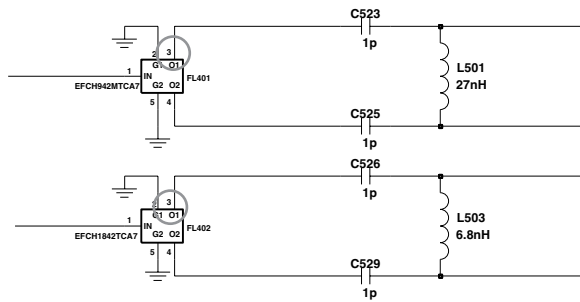 C523
1p
2 3
G1 O1
1
IN
FL401
EFCH942MTCA7
G2 O2
5 4
L501
27nH
C525
1p
C526
1p
3
G1 O1
1
IN
FL402
EFCH1842TCA7
G2 O2
5 4
L503
6.8nH
C529
1p